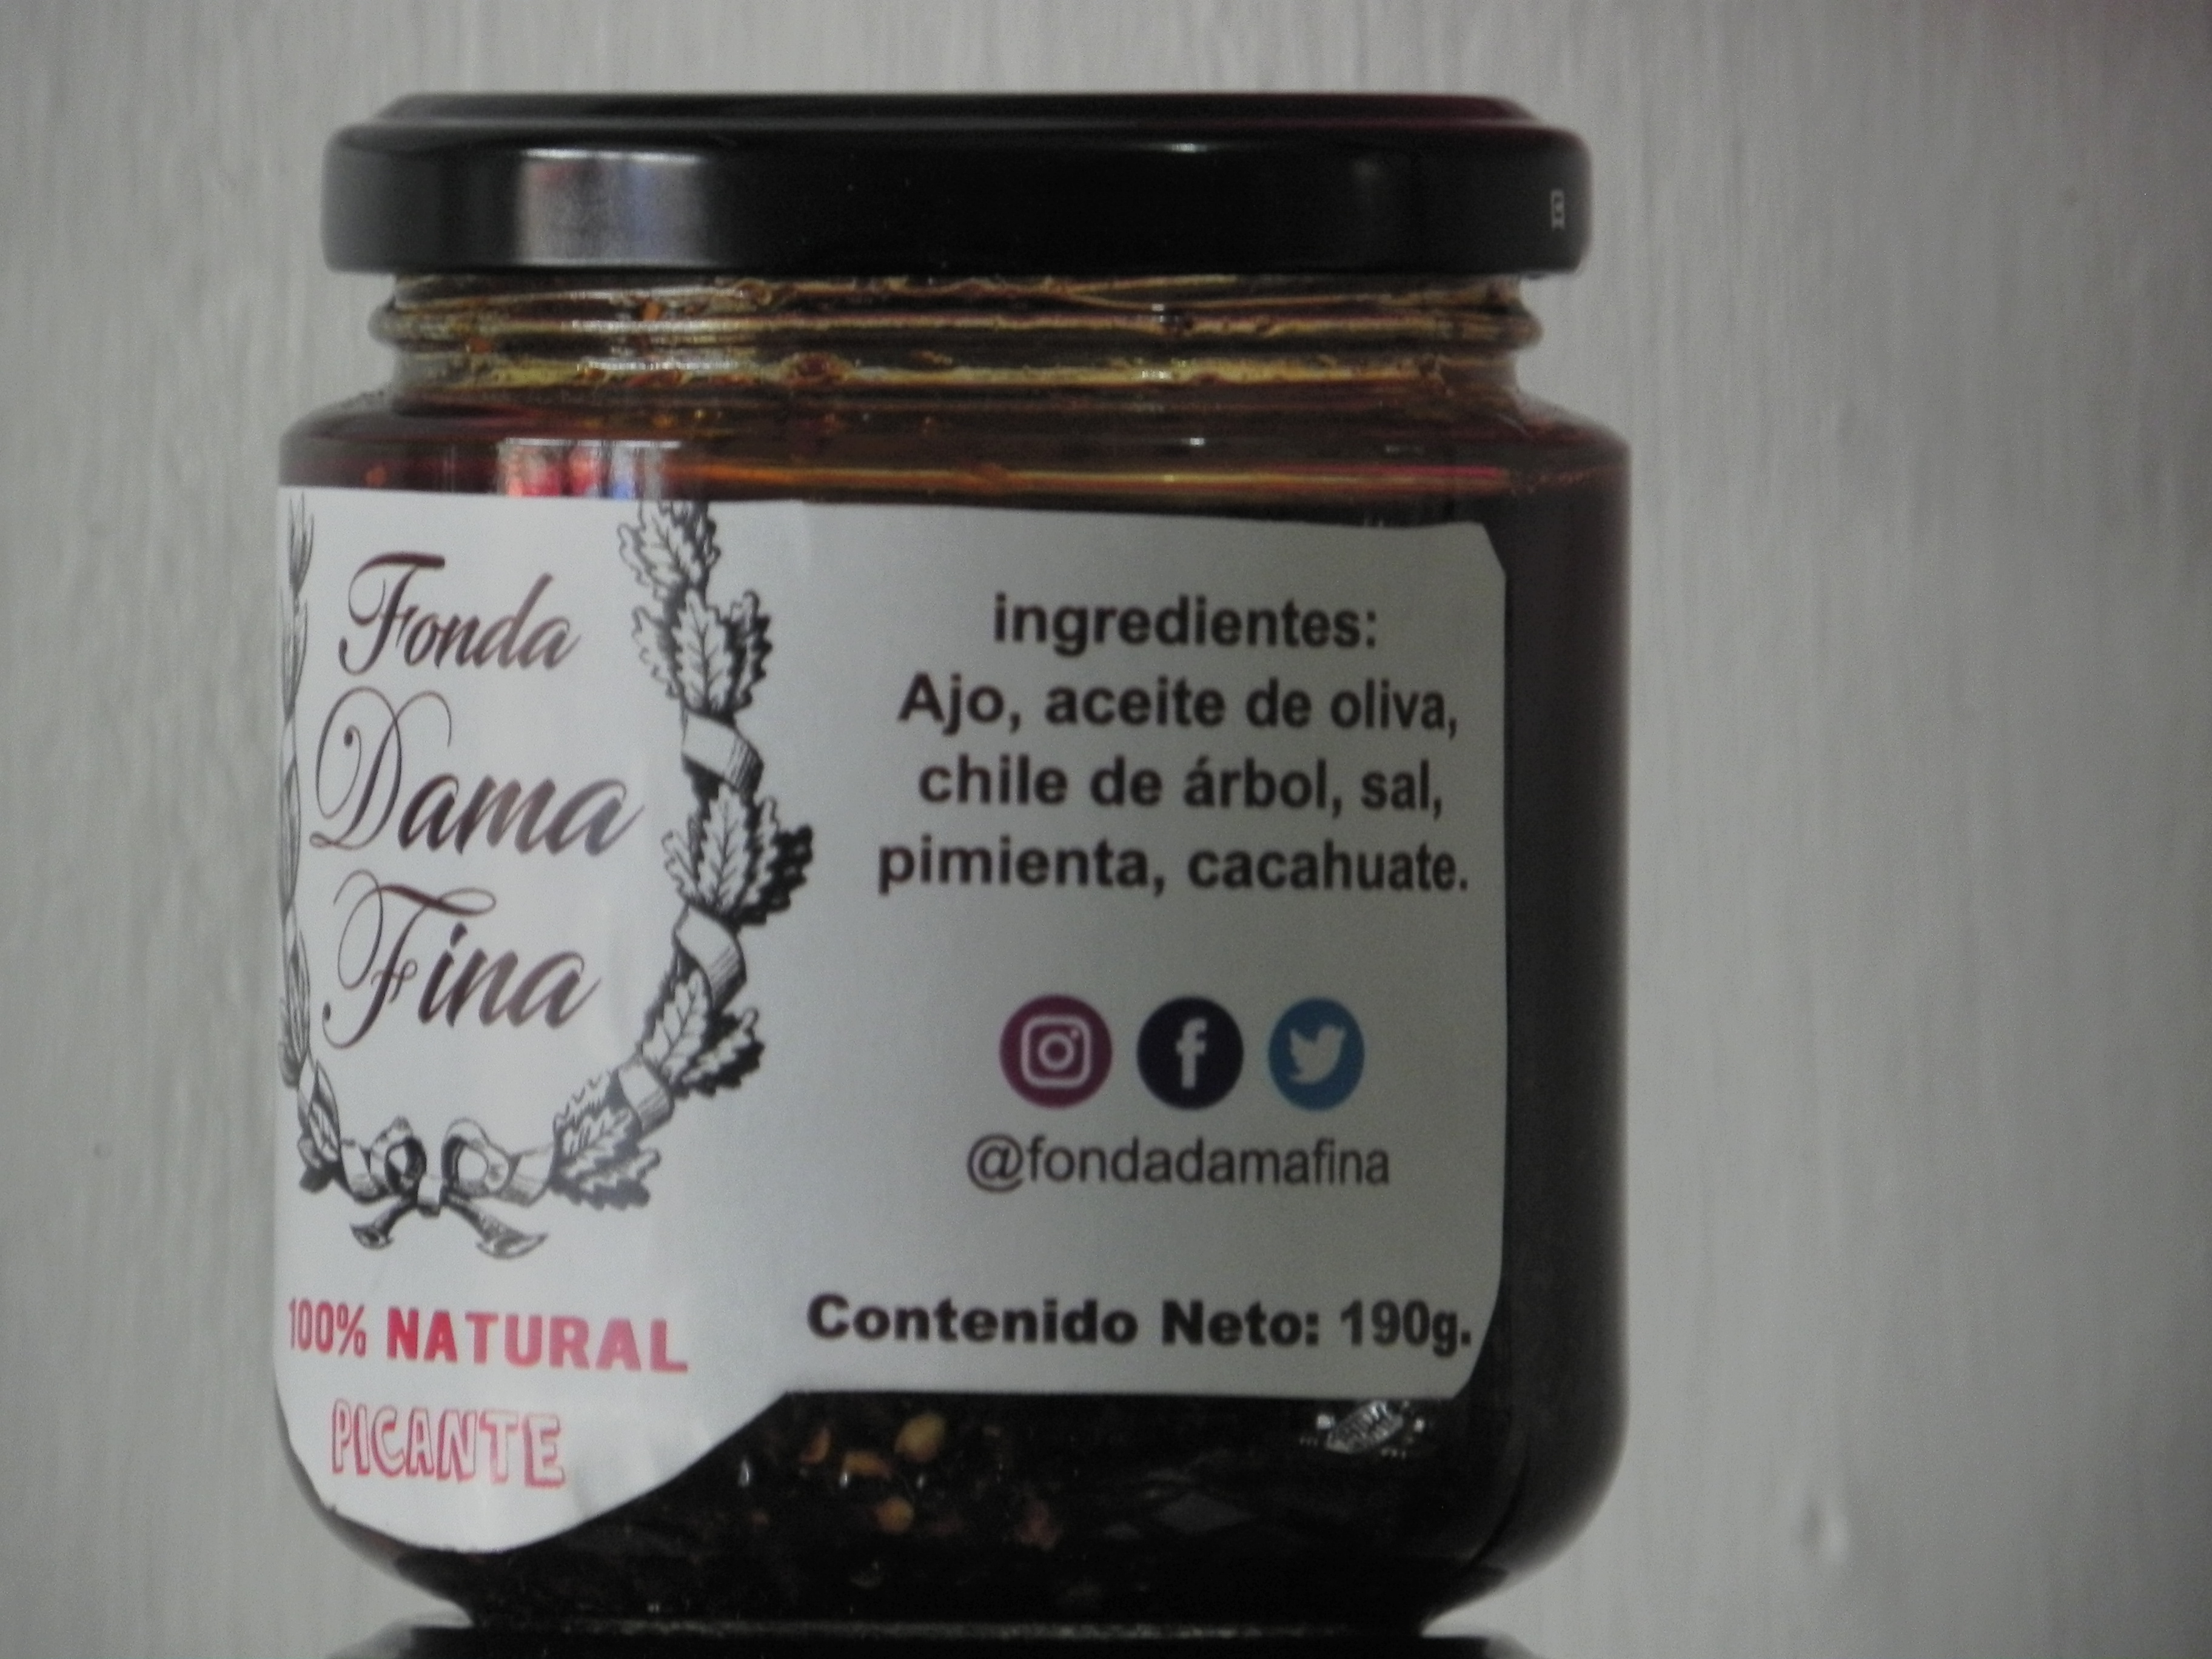 Fonda
Dama
Fina
100% NATURAL
PICANTE
ingredientes:
Ajo, aceite de oliva,
chile de árbol, sal,
pimienta, cacahuate.
@fondadamafina
Contenido Neto: 190g.